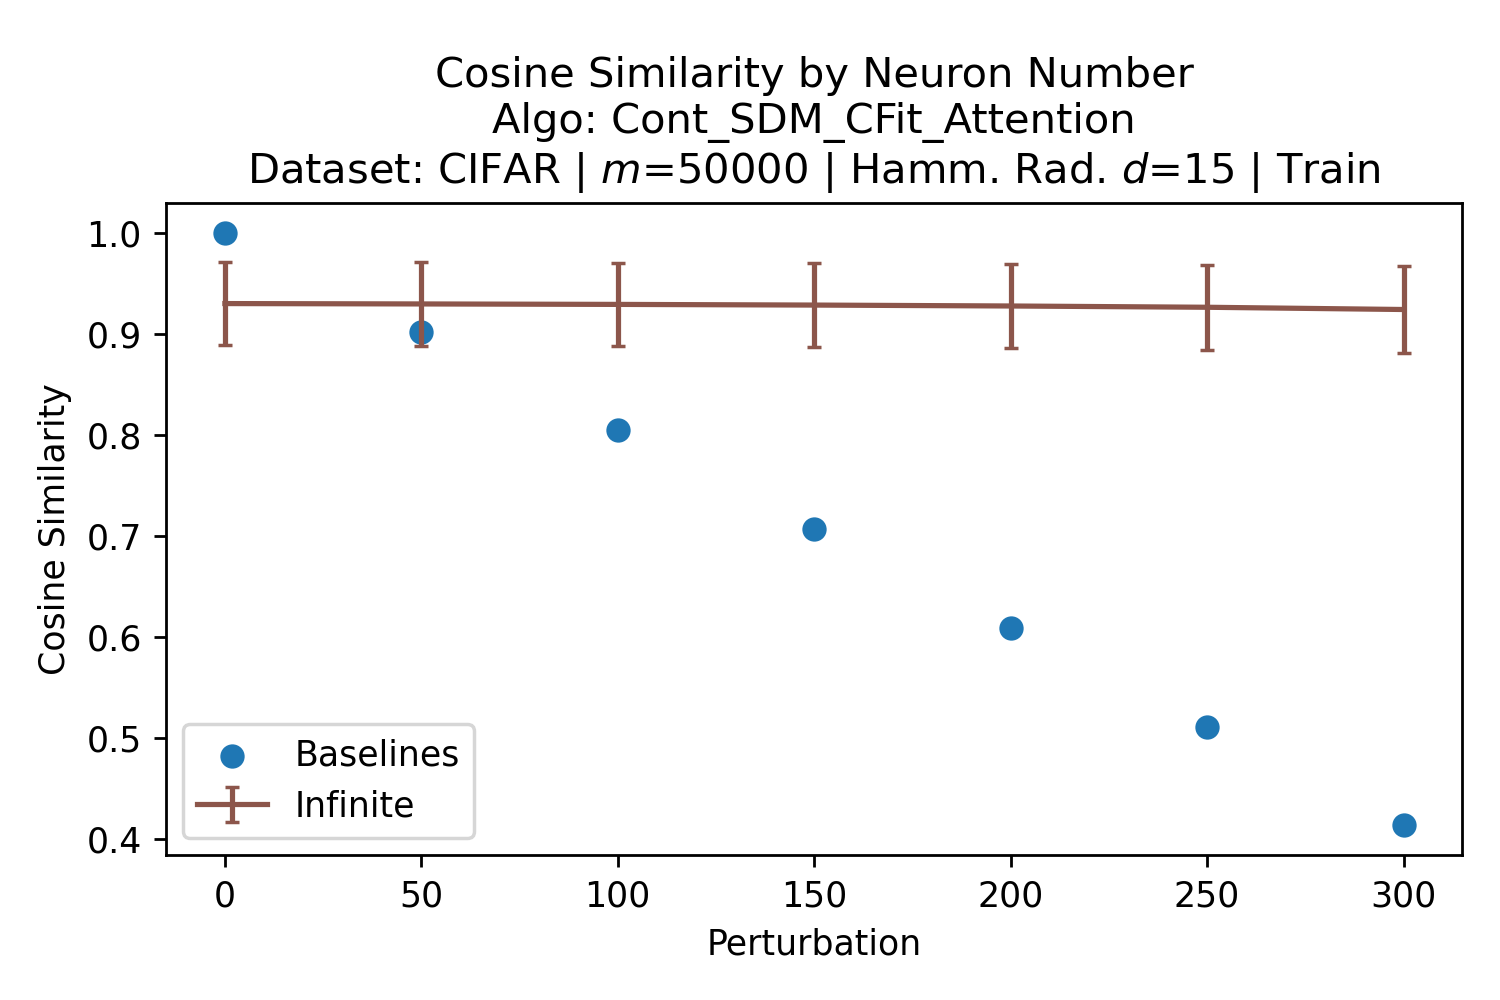 Cosine Similarity by Neuron Number
Algo: Cont_SDM_CFit_Attention
Dataset: CIFAR | m=50000 | Hamm. Rad. d=15 | Train
1.0
0.9
0.8
0.7
0.6
0.5
0.4
Cosine Similarity
Baselines
Infinite
0 50 100 150 200 250 300
Perturbation